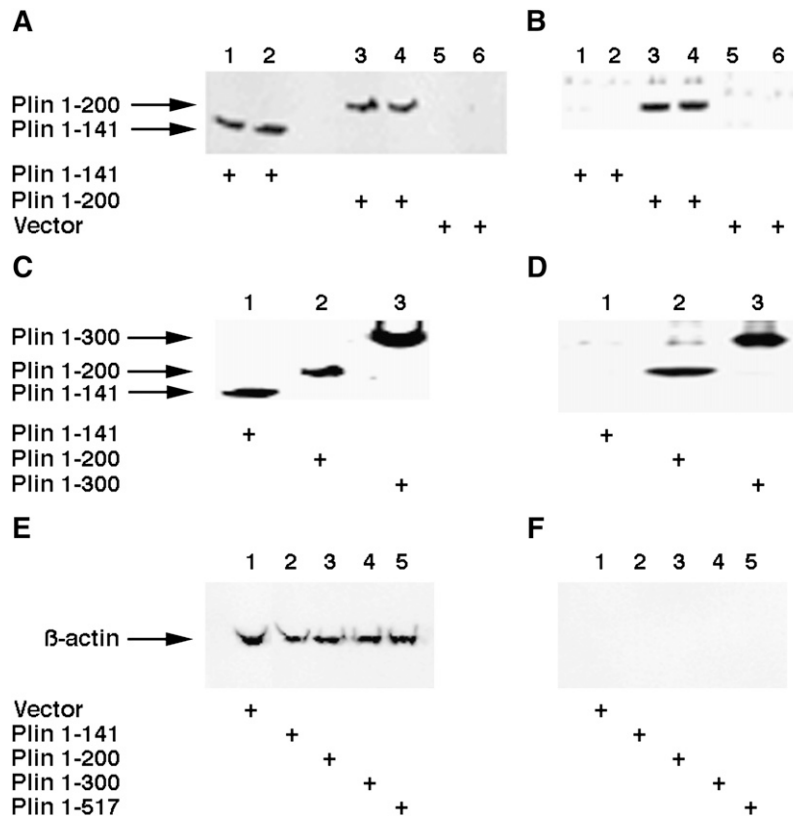 A B
1 2 3 4 5 6 1 2 3 4 5 6
Plin 1-200
Plin 1-141
Plin 1-141 + + + +
Plin 1-200 + + + +
Vector + + + +
C D
1 2 3 1 2 3
Plin 1-300
Plin 1-200
Plin 1-141
Plin 1-141 + +
Plin 1-200 + +
Plin 1-300 + +
E F
1 2 3 4 5 1 2 3 4 5
ß-actin
Vector + +
Plin 1-141 + +
Plin 1-200 + +
Plin 1-300 + +
Plin 1-517 + +